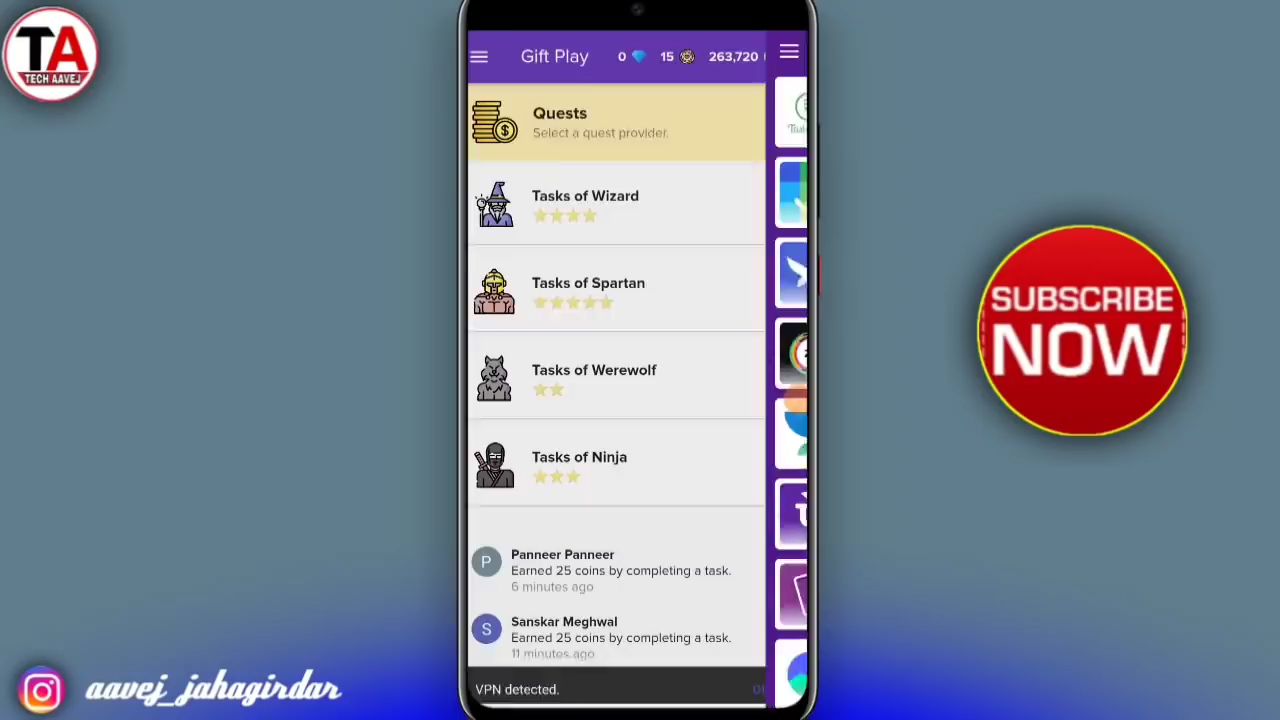 TA
TECH AAVEJ
Gift Play
0
15
263,720
Quests
Select a quest provider.
Tasks of Wizard
Tasks of Spartan
Tasks of Werewolf
Tasks of Ninja
P
Panneer Panneer
Earned 25 coins by completing a task.
6 minutes ago
S
Sanskar Meghwal
Earned 25 coins by completing a task.
11 minutes ago
VPN detected.
SUBSCRIBE
NOW
aavej_jahagirdar